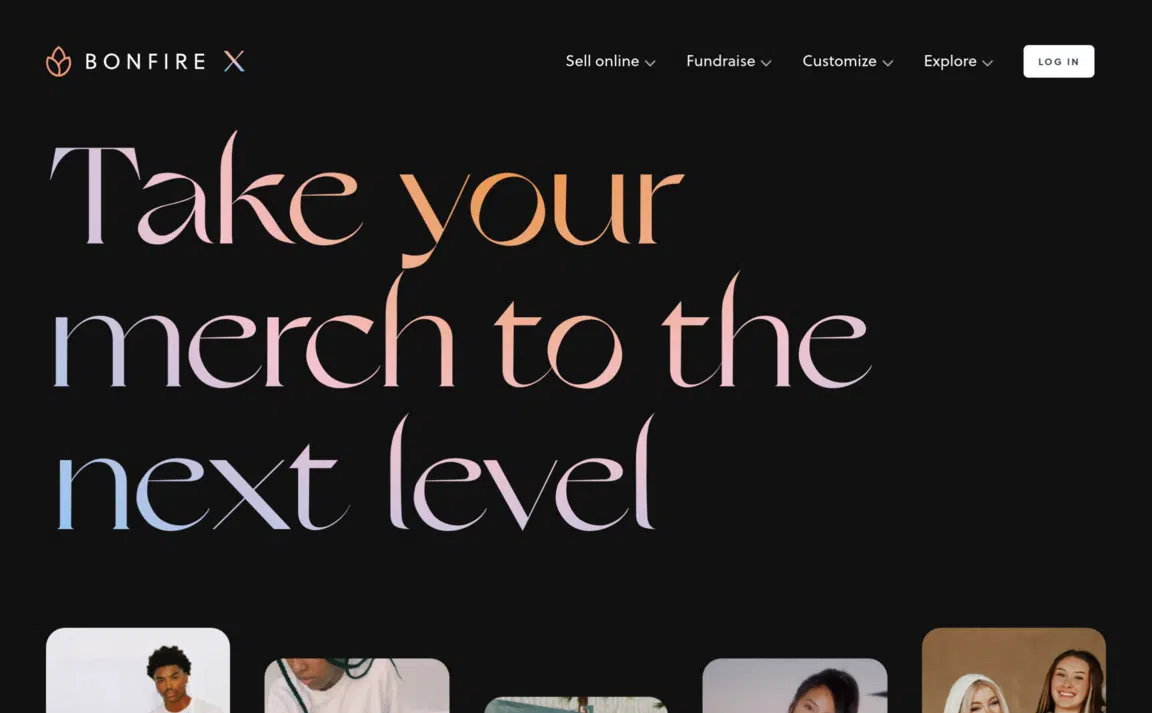 BONFIRE X
Sell online
Fundraise
Customize
Explore
LOG IN
Take your
merch to the
next level